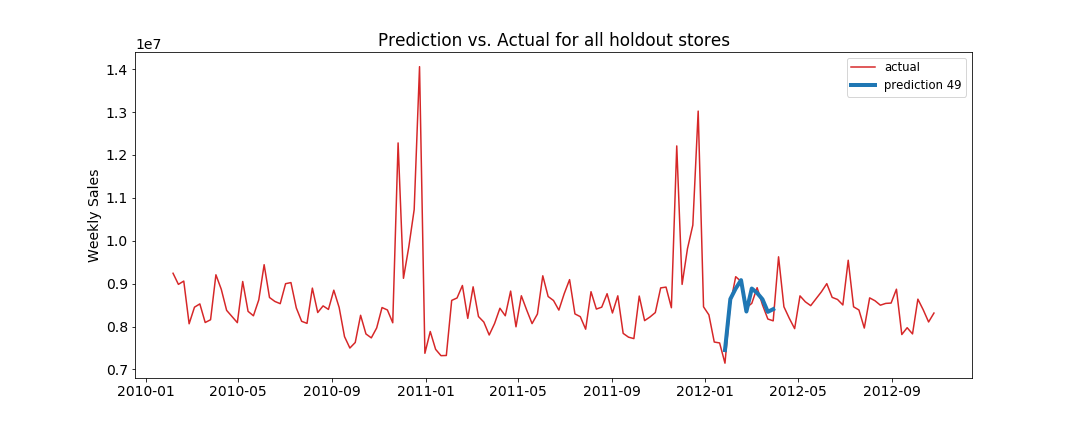 Prediction vs. Actual for all holdout stores
1e7
actual
prediction 49
Weekly Sales
1.4
1.3
1.2
1.1
1.0
0.9
0.8
0.7
2010-01 2010-05 2010-09 2011-01 2011-05 2011-09 2012-01 2012-05 2012-09